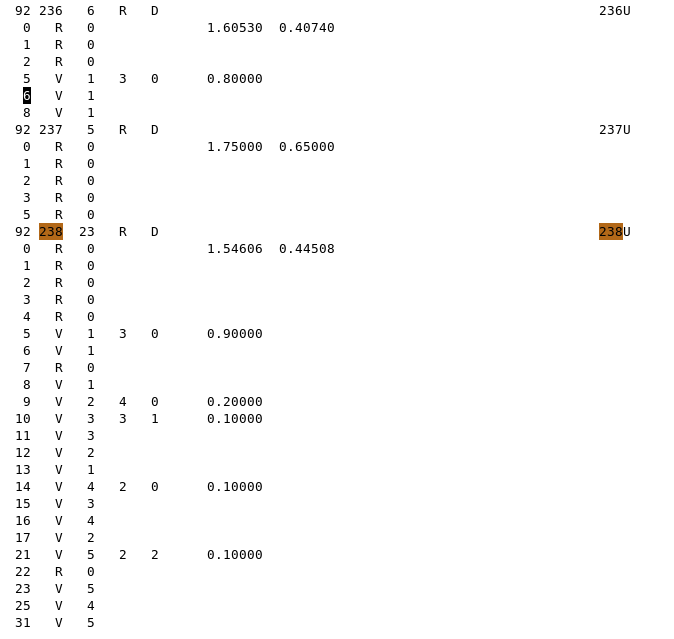 92 236   6   R   D                                                       236U
  0   R   0              1.60530  0.40740
  1   R   0
  2   R   0
  5   V   1   3   0      0.80000
  6   V   1
  8   V   1
92 237   5   R   D                                                       237U
  0   R   0              1.75000  0.65000
  1   R   0
  2   R   0
  3   R   0
  5   R   0
92 238  23   R   D                                                       238U
  0   R   0              1.54606  0.44508
  1   R   0
  2   R   0
  3   R   0
  4   R   0
  5   V   1   3   0      0.90000
  6   V   1
  7   R   0
  8   V   1
  9   V   2   4   0      0.20000
 10   V   3   3   1      0.10000
 11   V   3
 12   V   2
 13   V   1
 14   V   4   2   0      0.10000
 15   V   3
 16   V   4
 17   V   2
 21   V   5   2   2      0.10000
 22   R   0
 23   V   5
 25   V   4
 31   V   5